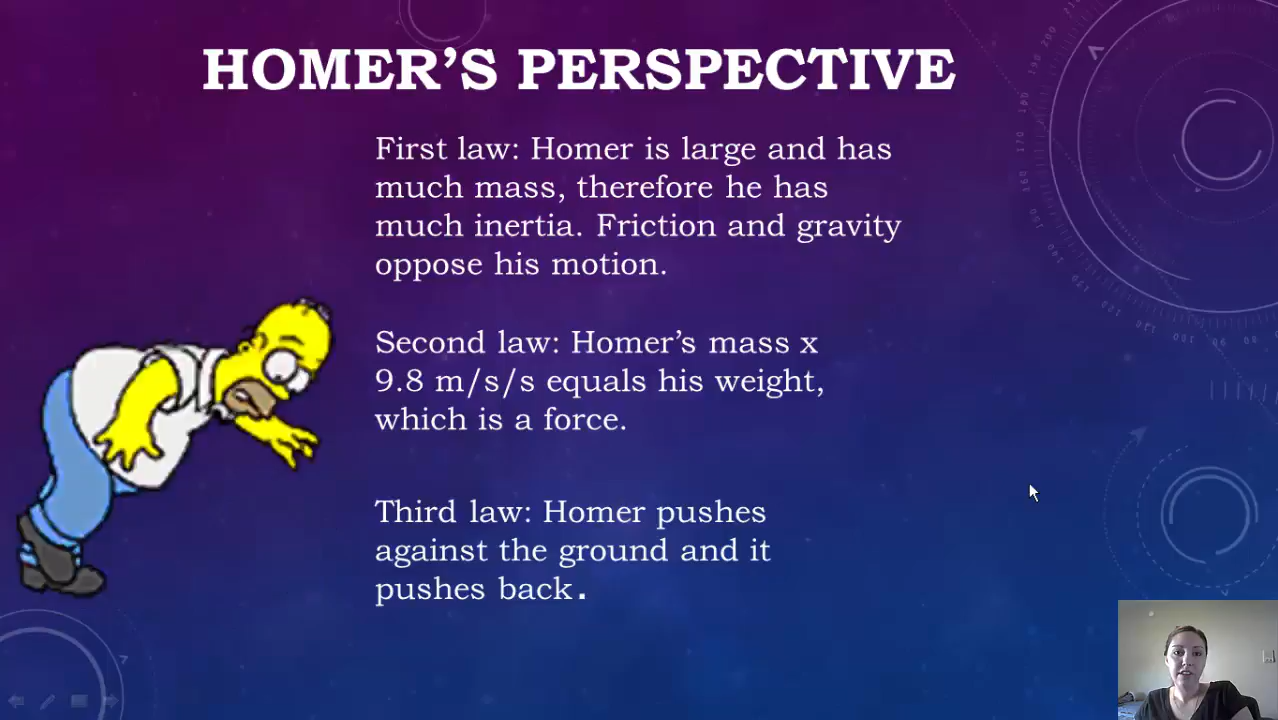 HOMER’S PERSPECTIVE
First law: Homer is large and has
much mass, therefore he has
much inertia. Friction and gravity
oppose his motion.
Second law: Homer’s mass x
9.8 m/s/s equals his weight,
which is a force.
Third law: Homer pushes
against the ground and it
pushes back.